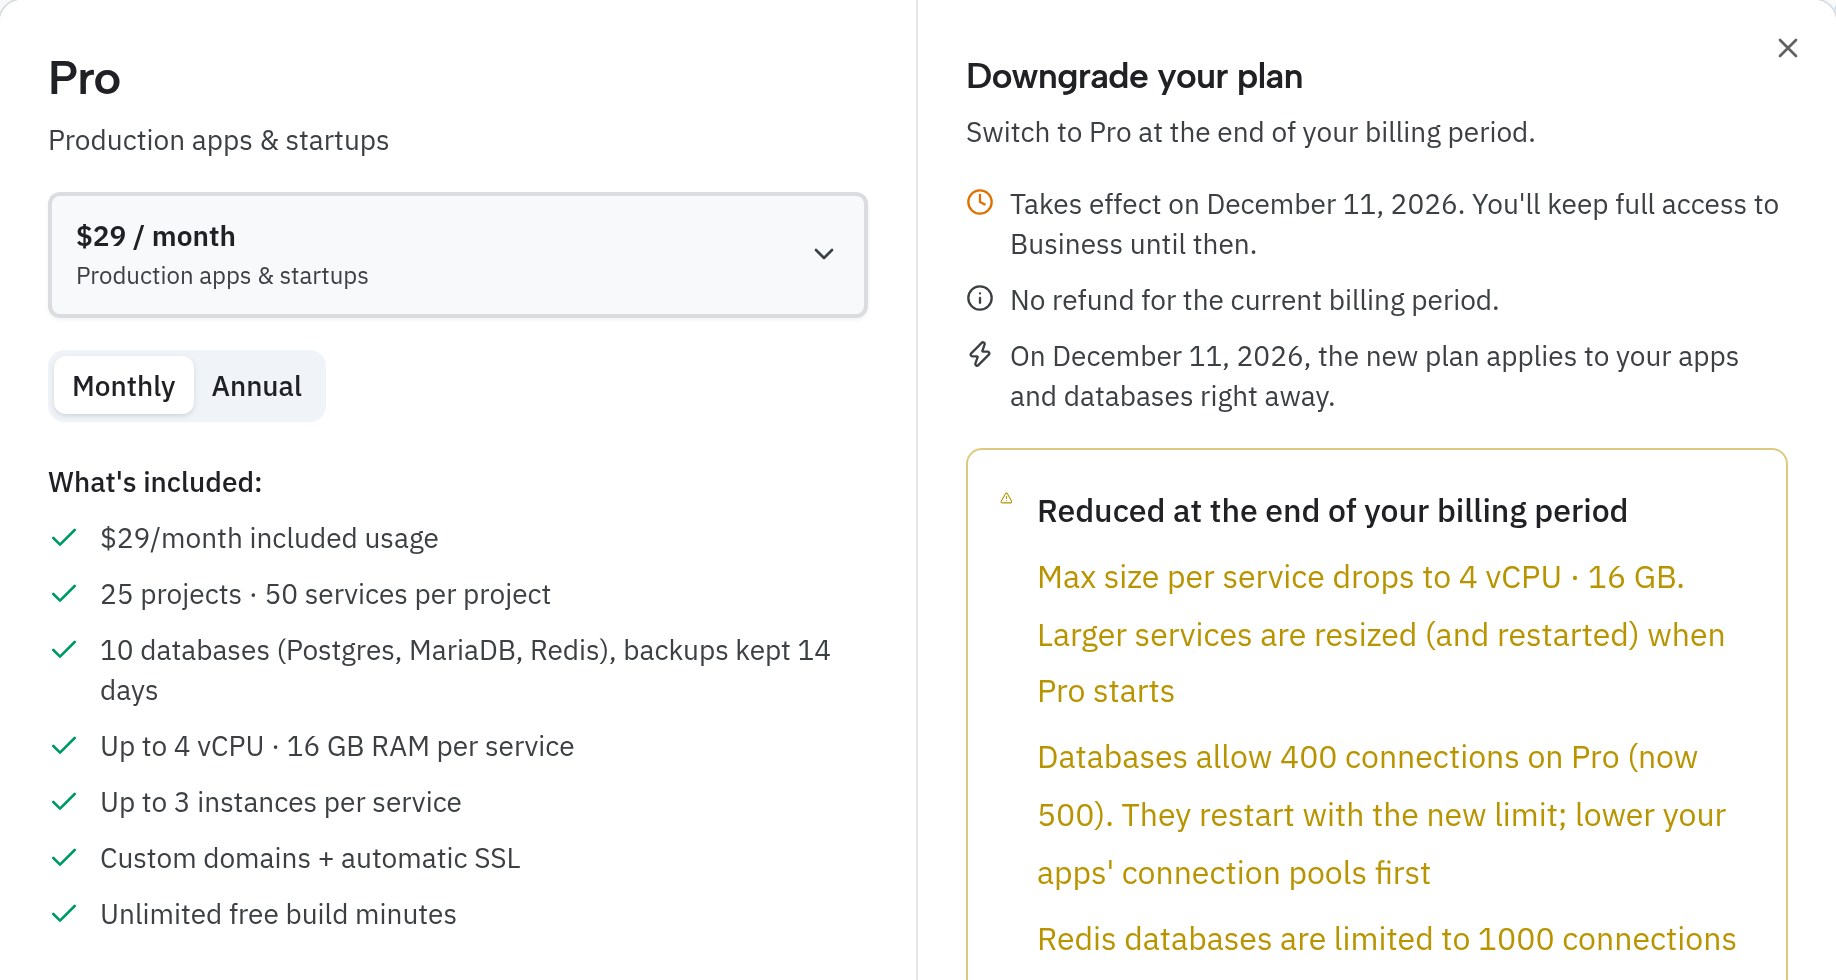 Pro
Production apps & startups
$29 / month
Production apps & startups
Monthly
Annual
What's included:
$29/month included usage
25 projects · 50 services per project
10 databases (Postgres, MariaDB, Redis), backups kept 14
days
Up to 4 vCPU · 16 GB RAM per service
Up to 3 instances per service
Custom domains + automatic SSL
Unlimited free build minutes
Downgrade your plan
Switch to Pro at the end of your billing period.
Takes effect on December 11, 2026. You'll keep full access to
Business until then.
No refund for the current billing period.
On December 11, 2026, the new plan applies to your apps
and databases right away.
Reduced at the end of your billing period
Max size per service drops to 4 vCPU · 16 GB.
Larger services are resized (and restarted) when
Pro starts
Databases allow 400 connections on Pro (now
500). They restart with the new limit; lower your
apps' connection pools first
Redis databases are limited to 1000 connections